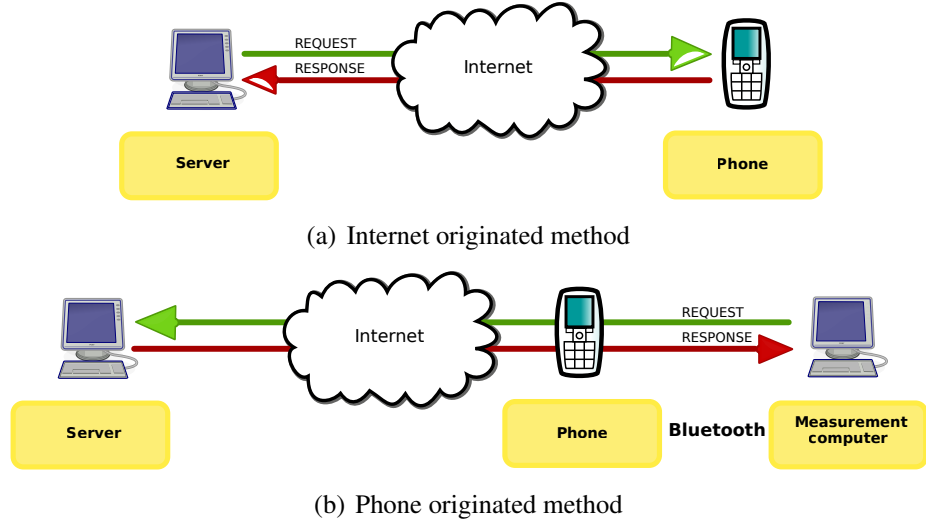 REQUEST
RESPONSE
Internet
Server
Phone
(a) Internet originated method
Internet
REQUEST
RESPONSE
Server
Phone
Bluetooth
Measurement
computer
(b) Phone originated method